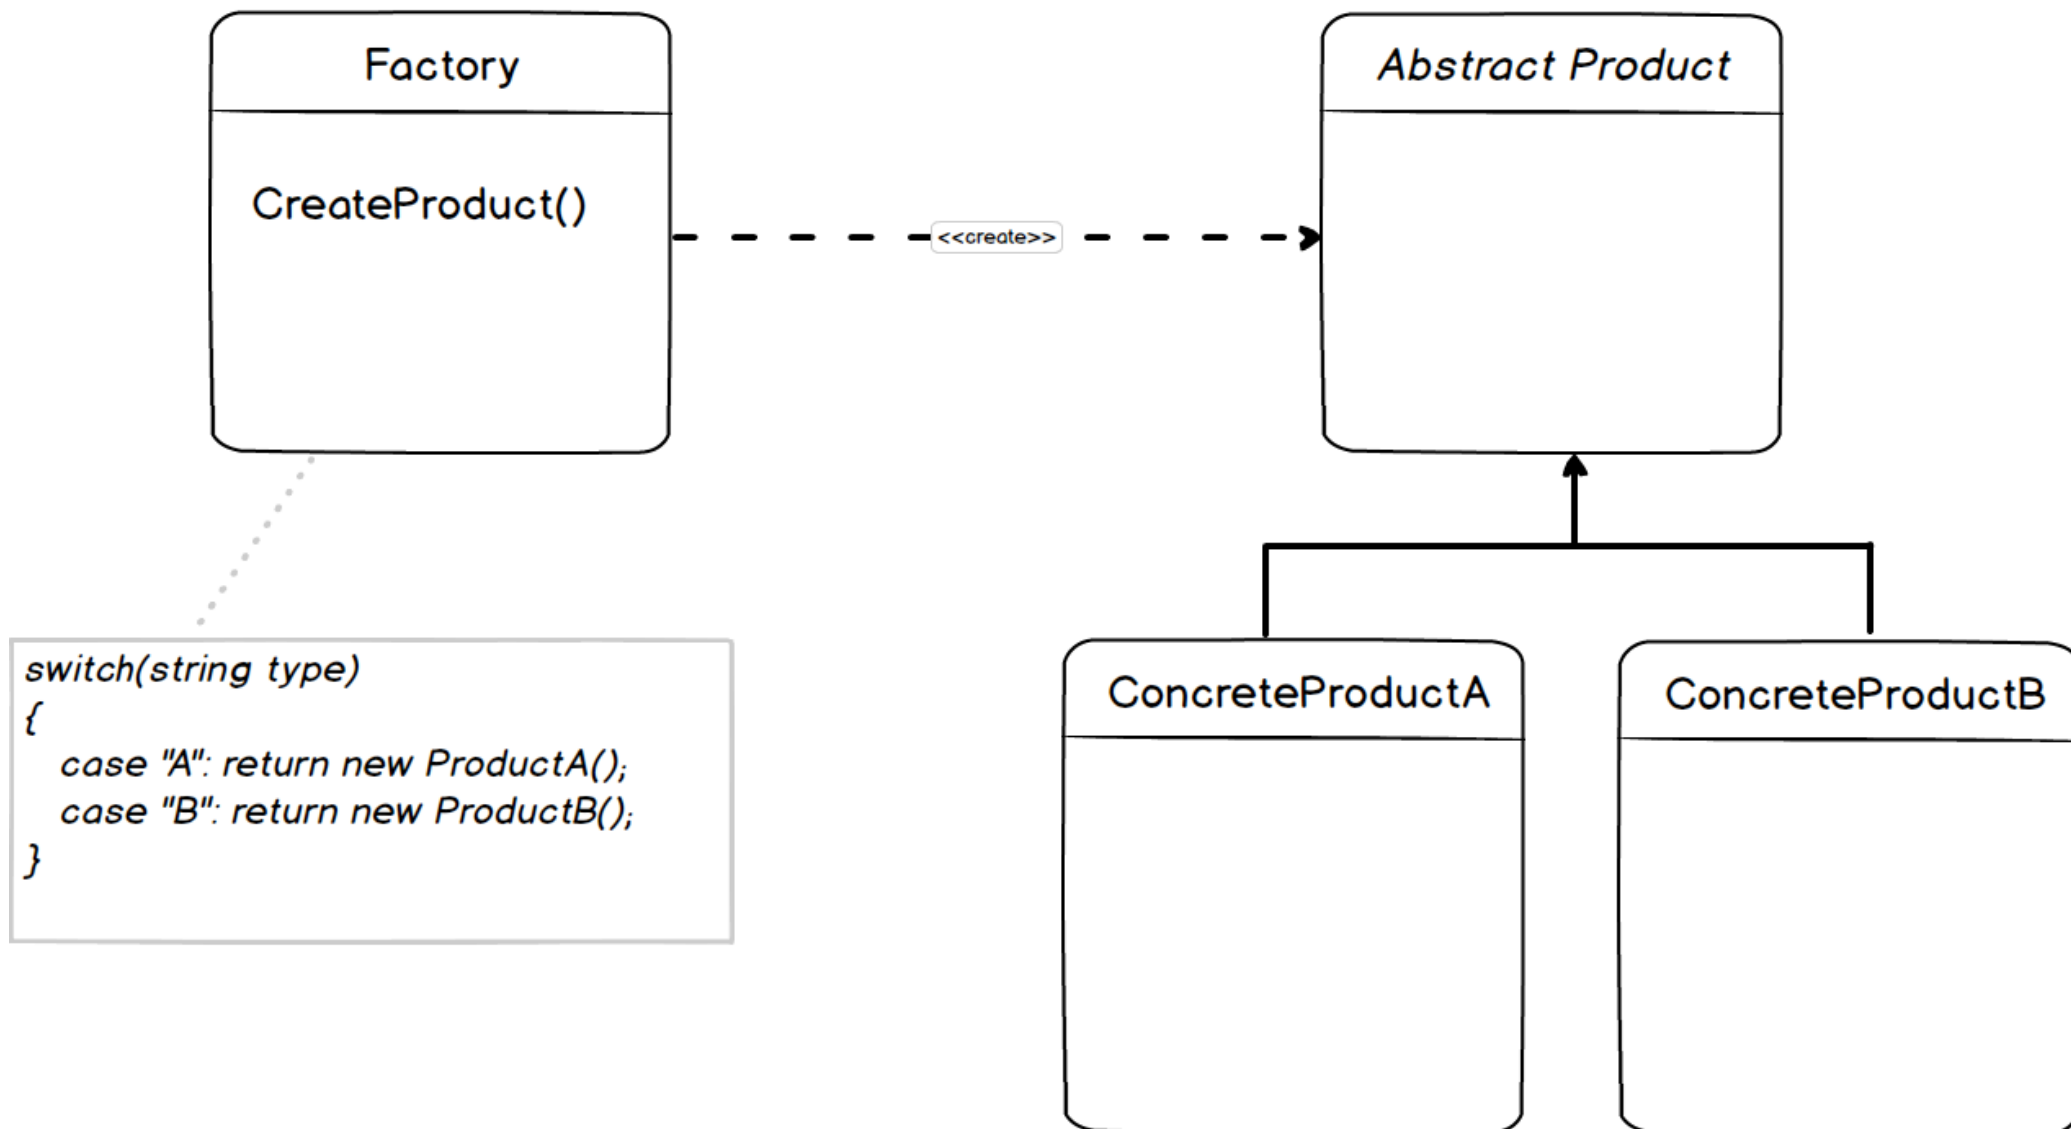 Factory
CreateProduct()
<<create>>
Abstract Product
switch(string type)
{
case "A": return new ProductA();
case "B": return new ProductB();
}
ConcreteProductA
ConcreteProductB